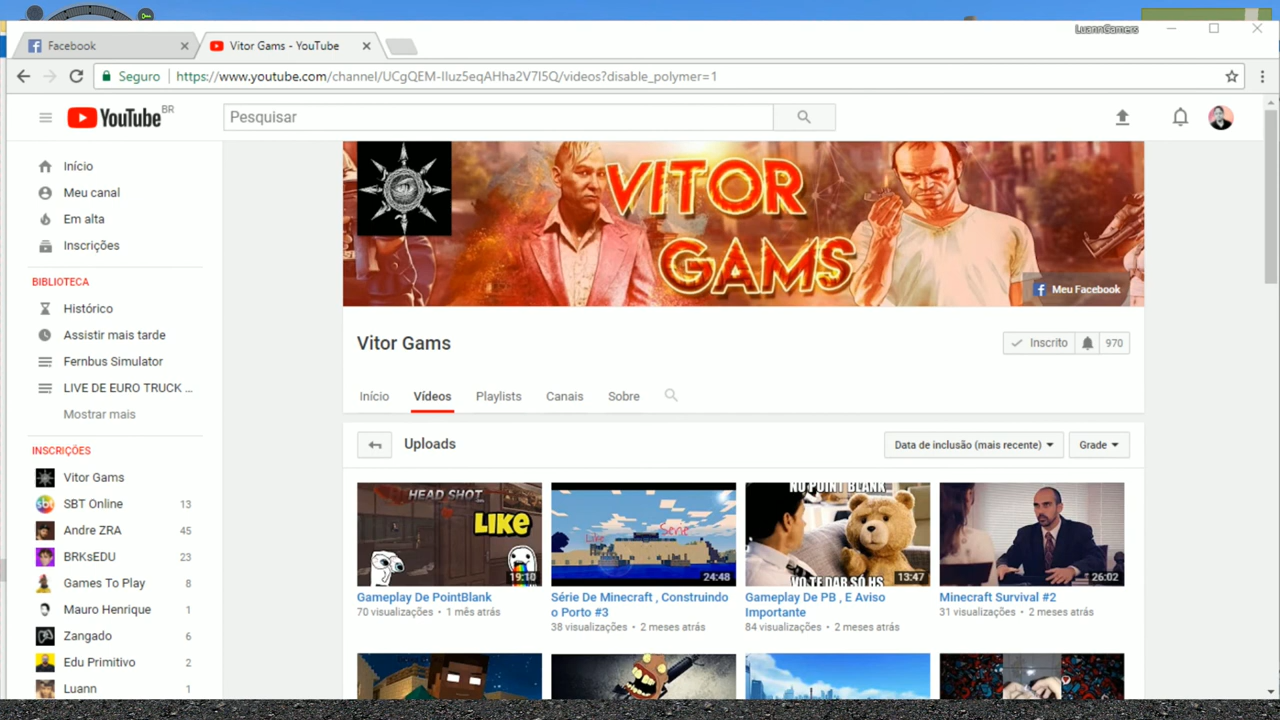 LuannGamers
Facebook
Vitor Gams - YouTube
Seguro
https://www.youtube.com/channel/UCgQEM-Iluz5eqAHha2V7I5Q/videos?disable_polymer=1
YouTube BR
Pesquisar
Início
Meu canal
Em alta
Inscrições
BIBLIOTECA
Histórico
Assistir mais tarde
Fernbus Simulator
LIVE DE EURO TRUCK ...
Mostrar mais
INSCRIÇÕES
Vitor Gams
SBT Online 13
Andre ZRA 45
BRKsEDU 23
Games To Play 8
Mauro Henrique 1
Zangado 6
Edu Primitivo 2
Luann 1
VITOR
GAMS
Meu Facebook
Vitor Gams
Inscrito 970
Início Vídeos Playlists Canais Sobre
Uploads
Data de inclusão (mais recente)
Grade
HEAD SHOT
LIKE
19:10
Gameplay De PointBlank
70 visualizações • 1 mês atrás
Like
Serie
24:48
Série De Minecraft , Construindo
o Porto #3
38 visualizações • 2 meses atrás
NO POINT BLANK
VO TE DAR SÓ HS
13:47
Gameplay De PB , E Aviso
Importante
84 visualizações • 2 meses atrás
26:02
Minecraft Survival #2
31 visualizações • 2 meses atrás